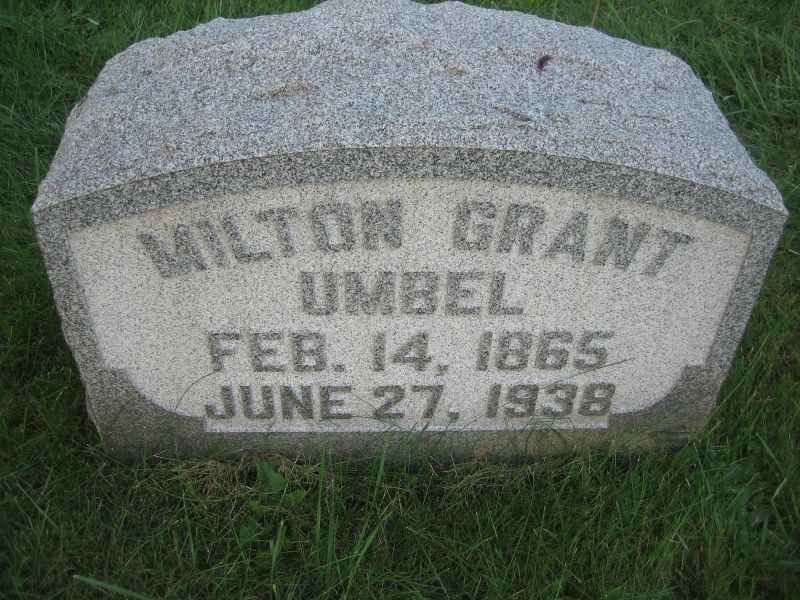 MILTON GRANT
UMBEL
FEB. 14, 1865
JUNE 27, 1938